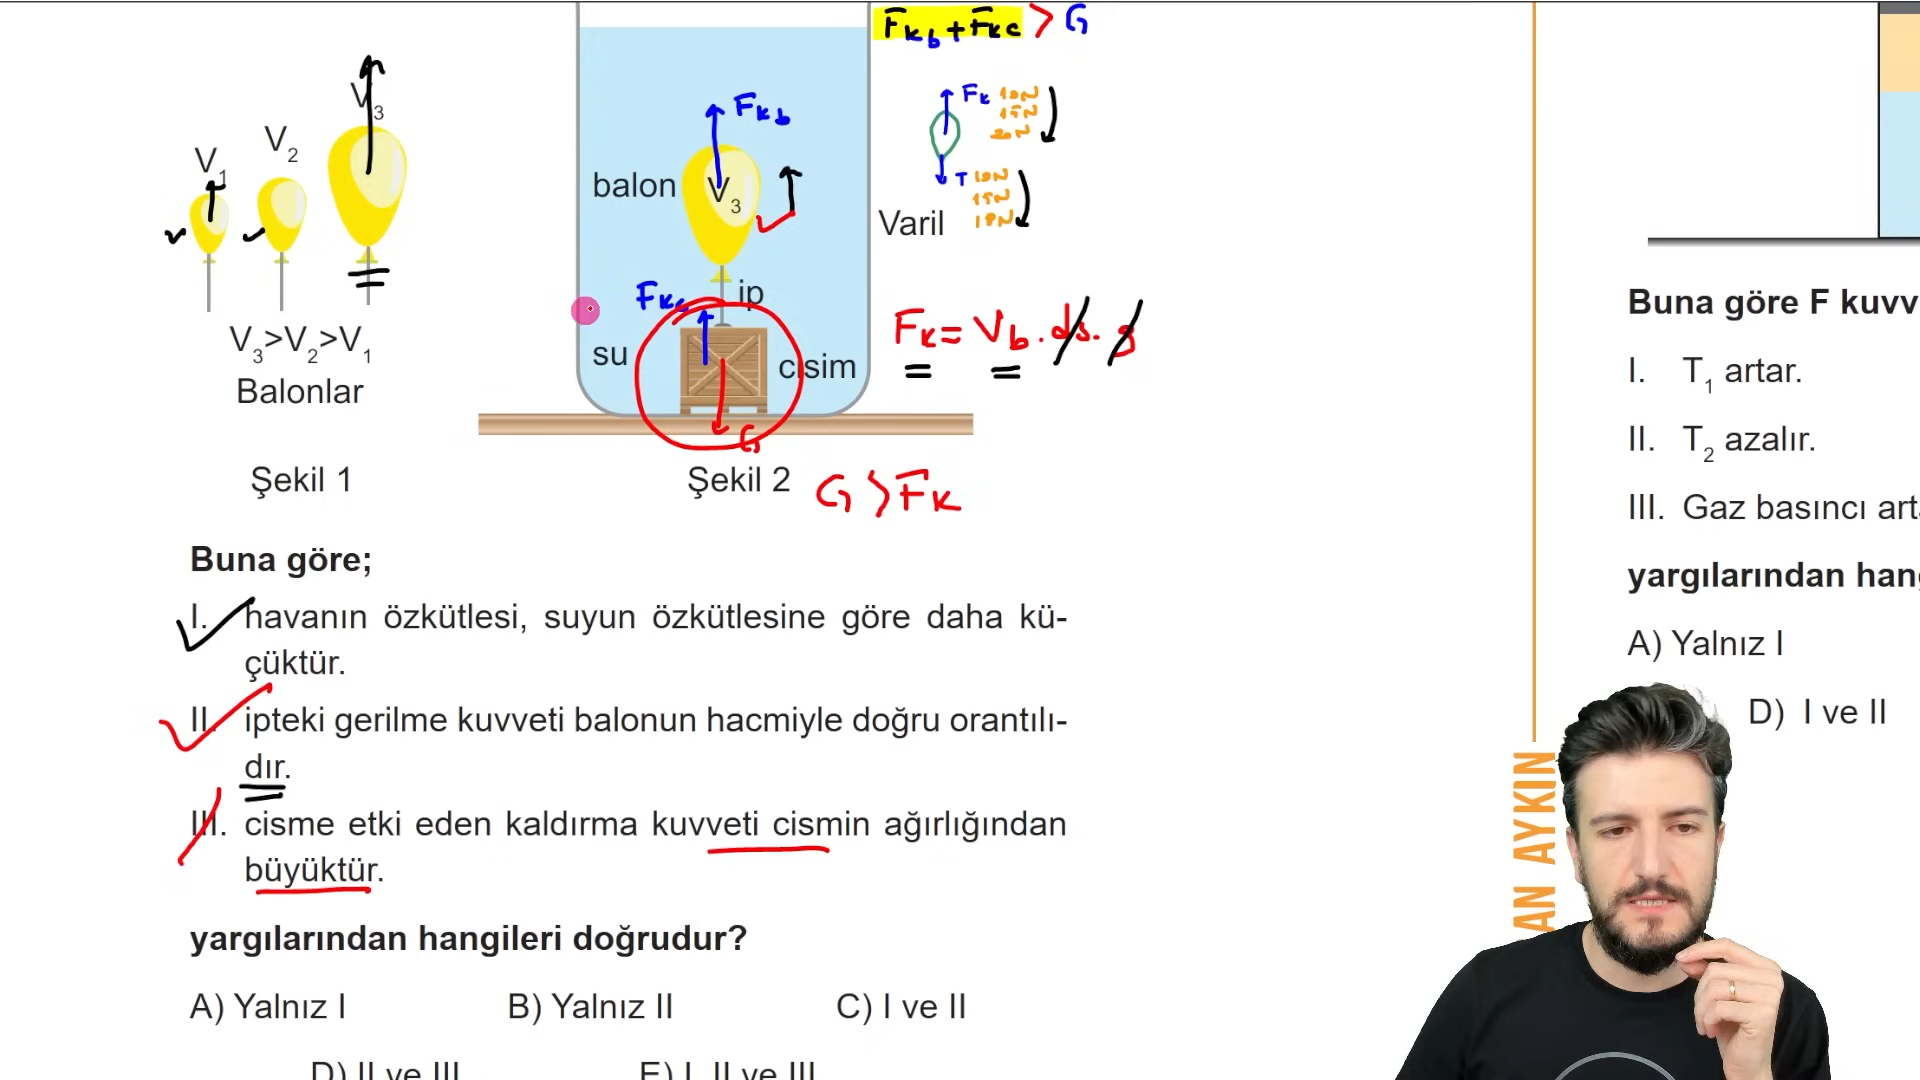 F̅kb + F̅kc > G
V3
V2
V1
V3>V2>V1
Balonlar
Şekil 1
Fkb
balon
V3
ip
Fkc
su
cisim
G
Şekil 2
G > Fk
Fk 10N
15N
20N
T 10N
15N
18N
Varil
Fk = Vb . ds . g
Buna göre;
I. havanın özkütlesi, suyun özkütlesine göre daha kü-
çüktür.
II. ipteki gerilme kuvveti balonun hacmiyle doğru orantılı-
dır.
III. cisme etki eden kaldırma kuvveti cismin ağırlığından
büyüktür.
yargılarından hangileri doğrudur?
A) Yalnız I B) Yalnız II C) I ve II
D) II ve III E) I, II ve III
AN AYKIN
Buna göre F kuvv
I. T1 artar.
II. T2 azalır.
III. Gaz basıncı art
yargılarından han
A) Yalnız I
D) I ve II